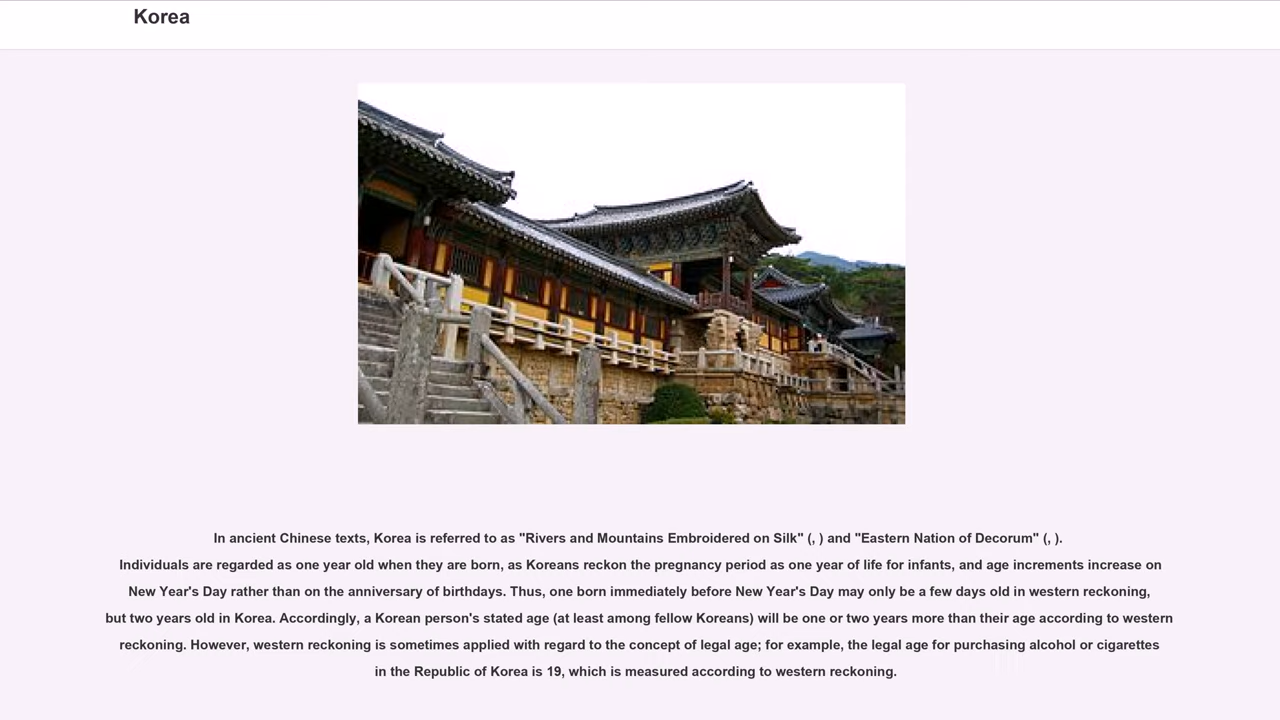 Korea
In ancient Chinese texts, Korea is referred to as "Rivers and Mountains Embroidered on Silk" (, ) and "Eastern Nation of Decorum" (, ).
Individuals are regarded as one year old when they are born, as Koreans reckon the pregnancy period as one year of life for infants, and age increments increase on
New Year's Day rather than on the anniversary of birthdays. Thus, one born immediately before New Year's Day may only be a few days old in western reckoning,
but two years old in Korea. Accordingly, a Korean person's stated age (at least among fellow Koreans) will be one or two years more than their age according to western
reckoning. However, western reckoning is sometimes applied with regard to the concept of legal age; for example, the legal age for purchasing alcohol or cigarettes
in the Republic of Korea is 19, which is measured according to western reckoning.